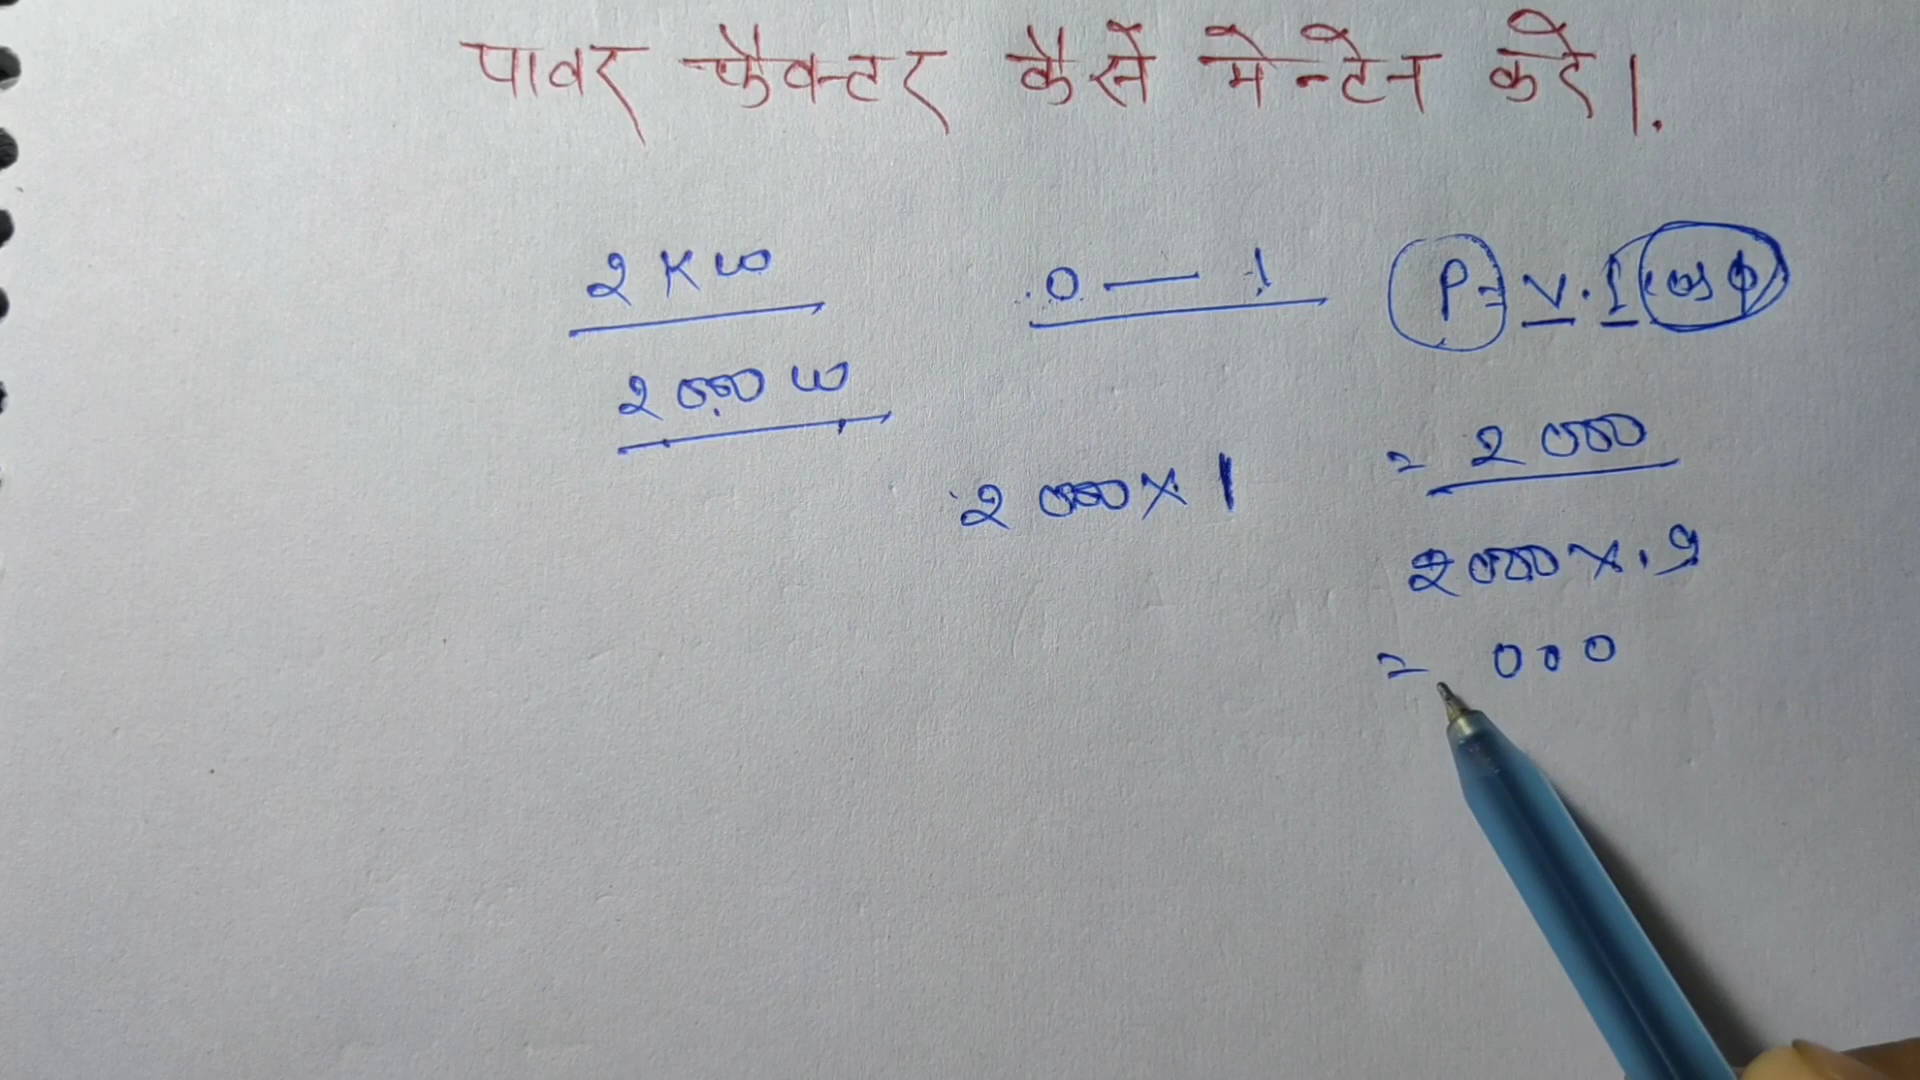 पावर फैक्टर कैसे मेन्टेन करे।.
2 KW
2000 W
0 — 1
P = V.I.cos φ
2000 × 1
= 2000
2000 × .9
= 000